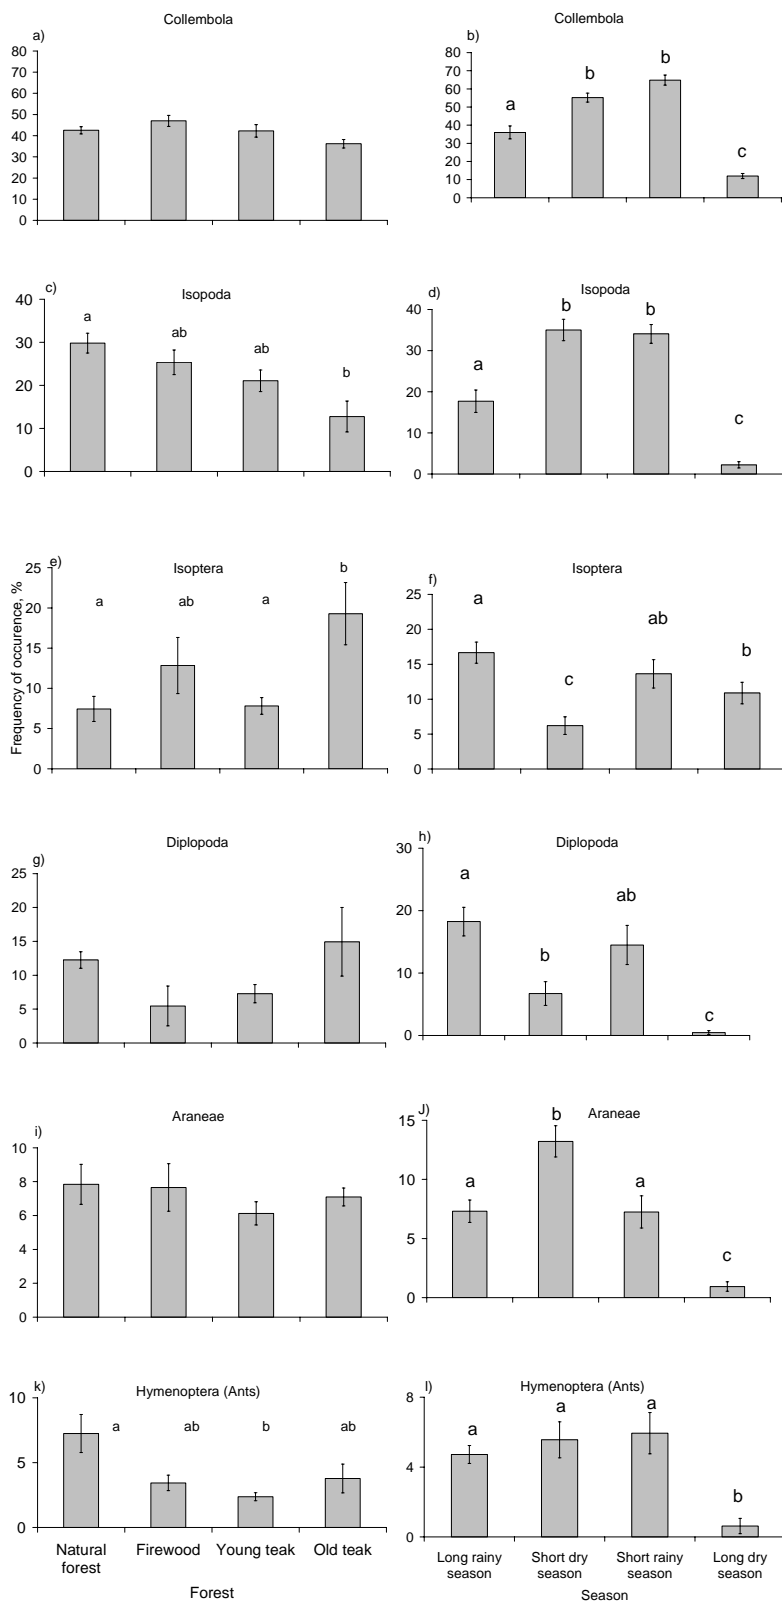 Collembola
a)
80
70
60
50
40
30
20
10
0
Collembola
b)
80
70
60
50
40
30
20
10
0
a
b
b
c
Isopoda
c)
40
30
20
10
0
a
ab
ab
b
Isopoda
d)
40
30
20
10
0
a
b
b
c
Frequency of occurence, %
Isoptera
e)
25
20
15
10
5
0
a
ab
a
b
Isoptera
f)
25
20
15
10
5
0
a
c
ab
b
Diplopoda
g)
25
20
15
10
5
0
Diplopoda
h)
30
20
10
0
a
b
ab
c
Araneae
i)
10
8
6
4
2
0
Araneae
J)
15
10
5
0
a
b
a
c
Hymenoptera (Ants)
k)
10
5
0
a
ab
b
ab
Natural
forest
Firewood
Young teak
Old teak
Forest
Hymenoptera (Ants)
l)
8
4
0
a
a
a
b
Long rainy
season
Short dry
season
Short rainy
season
Long dry
season
Season